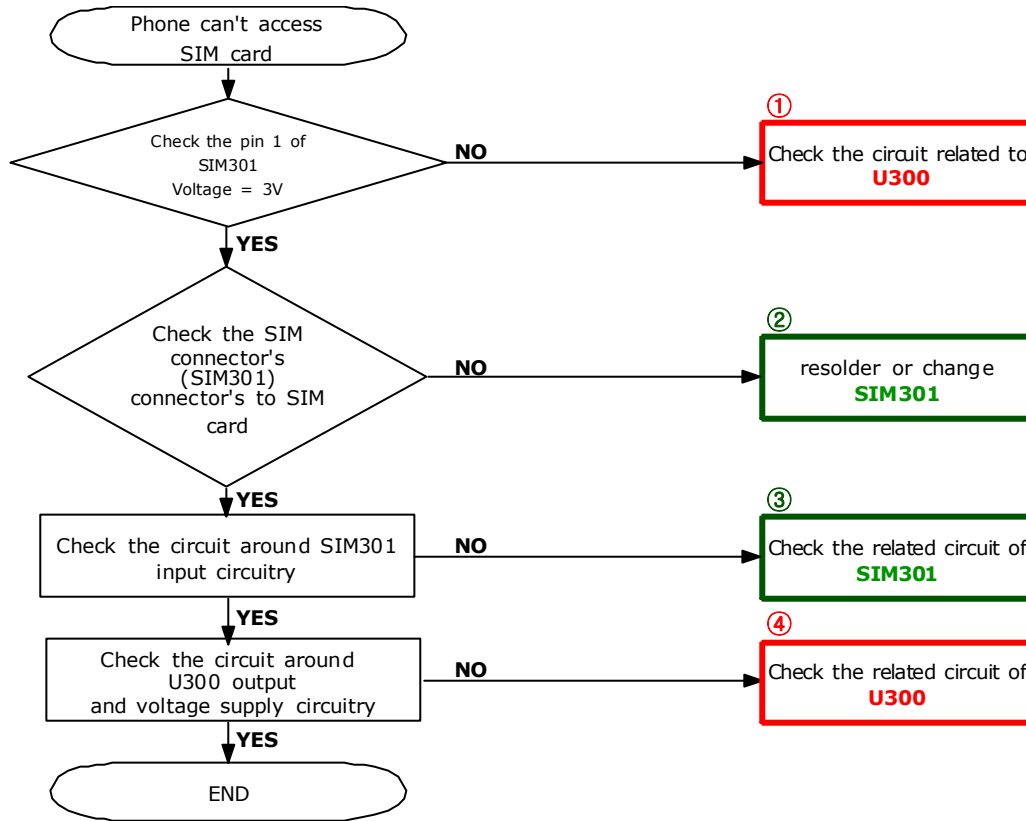 Phone can't access
SIM card
①
Check the pin 1 of
SIM301
Voltage = 3V
NO
Check the circuit related to
U300
YES
②
Check the SIM
connector's
(SIM301)
connector's to SIM
card
NO
resolder or change
SIM301
YES
③
Check the circuit around SIM301
input circuitry
NO
Check the related circuit of
SIM301
YES
④
Check the circuit around
U300 output
and voltage supply circuitry
NO
Check the related circuit of
U300
YES
END